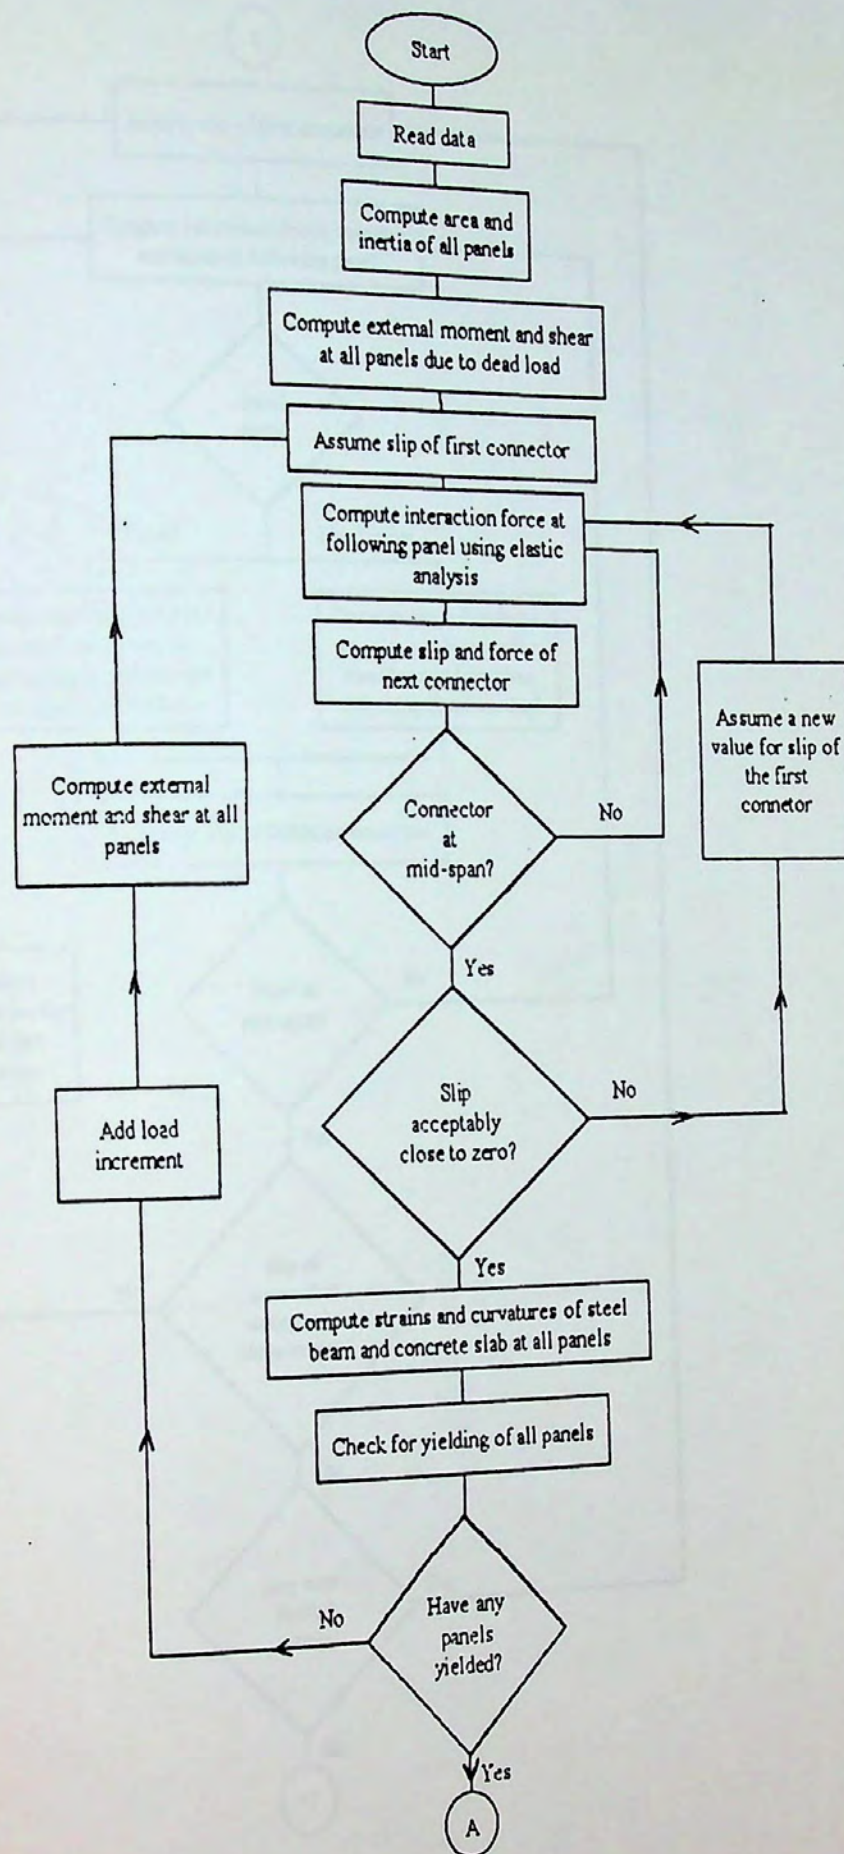 Start
Read data
Compute area and
inertia of all panels
Compute external moment and shear
at all panels due to dead load
Assume slip of first connector
Compute interaction force at
following panel using elastic
analysis
Compute slip and force of
next connector
Assume a new
value for slip of
the first
connetor
Compute external
moment and shear at all
panels
Connector
at
mid-span?
No
Yes
Slip
acceptably
close to zero?
No
Add load
increment
Yes
Compute strains and curvatures of steel
beam and concrete slab at all panels
Check for yielding of all panels
Have any
panels
yielded?
No
Yes
A